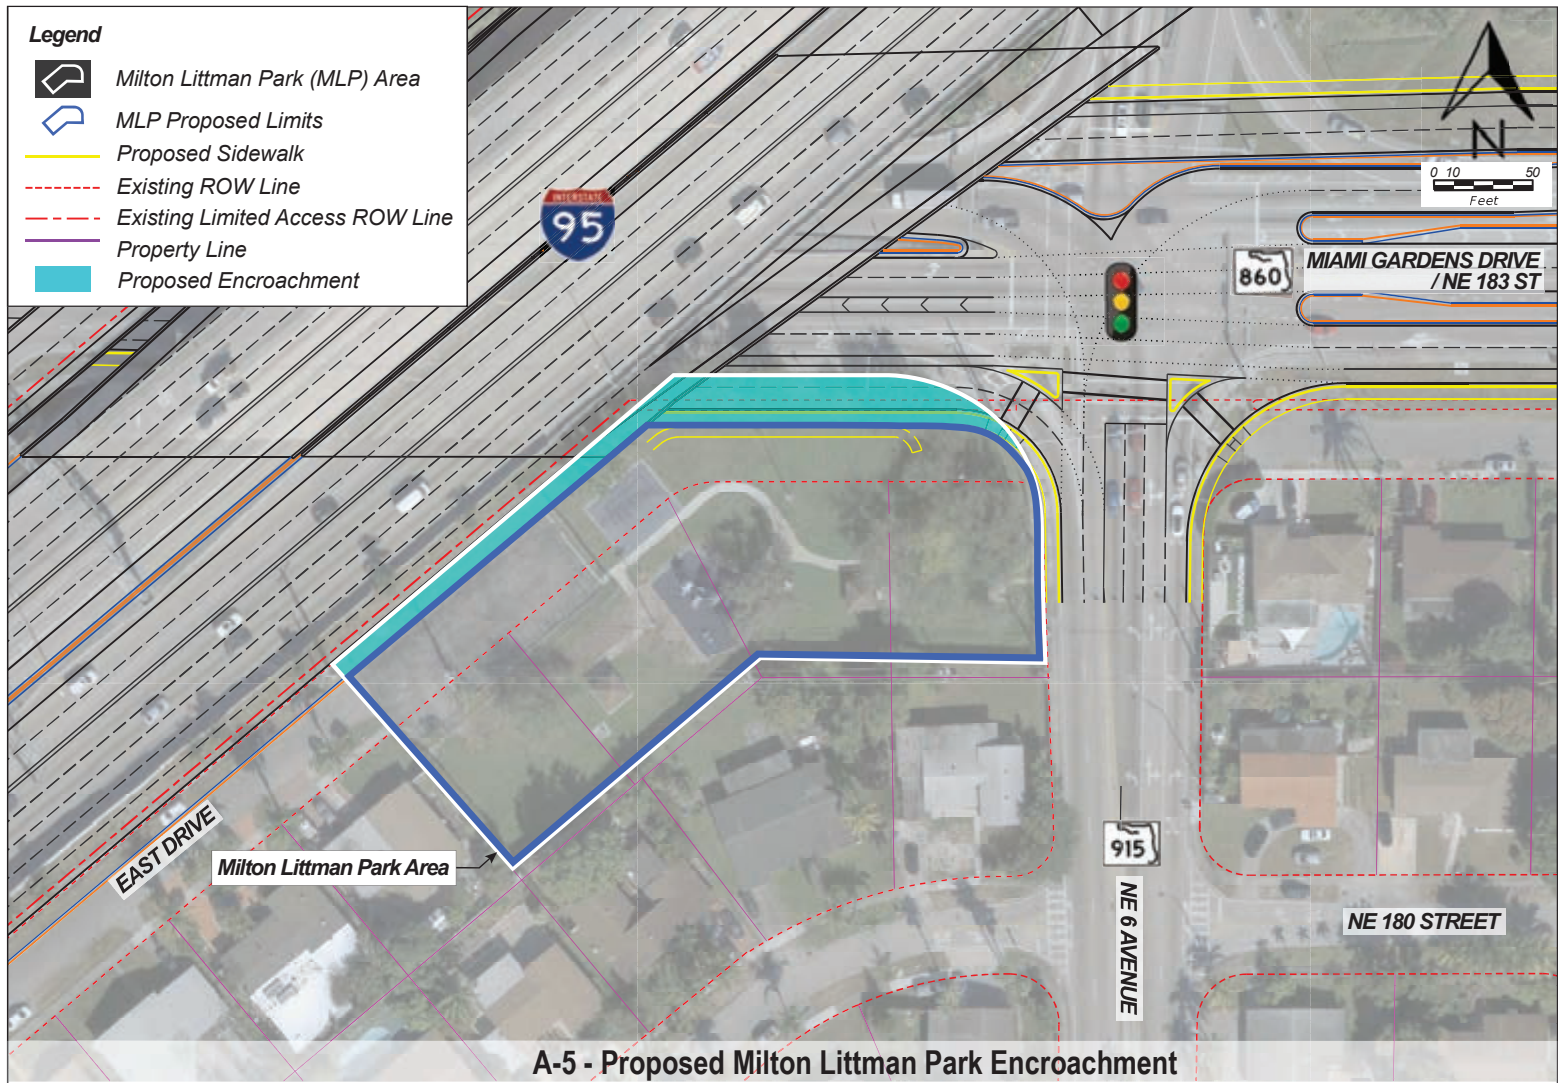 Legend
Milton Littman Park (MLP) Area
MLP Proposed Limits
Proposed Sidewalk
Existing ROW Line
Existing Limited Access ROW Line
Property Line
Proposed Encroachment
INTERSTATE
95
N
0 10 50
Feet
860
MIAMI GARDENS DRIVE
/ NE 183 ST
EAST DRIVE
Milton Littman Park Area
915
NE 6 AVENUE
NE 180 STREET
A-5 - Proposed Milton Littman Park Encroachment